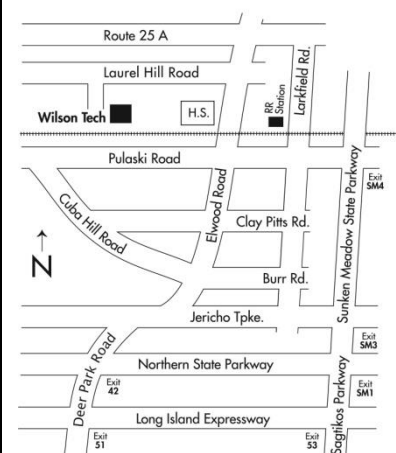 Route 25 A
Laurel Hill Road
Larkfield Rd.
RR
Station
Wilson Tech
H.S.
Pulaski Road
Exit
SM4
Cuba Hill Road
Elwood Road
Clay Pitts Rd.
Sunken Meadow State Parkway
N
Burr Rd.
Jericho Tpke.
Deer Park Road
Exit
SM3
Northern State Parkway
Exit
42
Sagtikos Parkway
Exit
SM1
Long Island Expressway
Exit
51
Exit
53